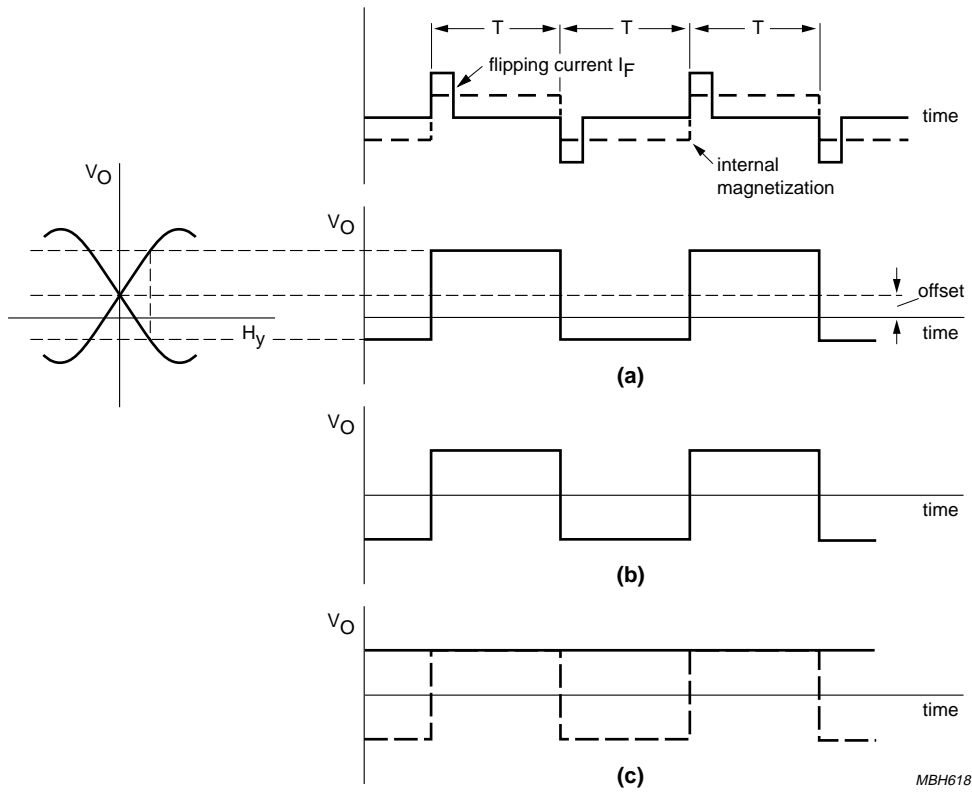 T T T
flipping current IF
time
internal
magnetization
VO
Hy
VO
offset
time
(a)
VO
time
(b)
VO
time
(c)
MBH618